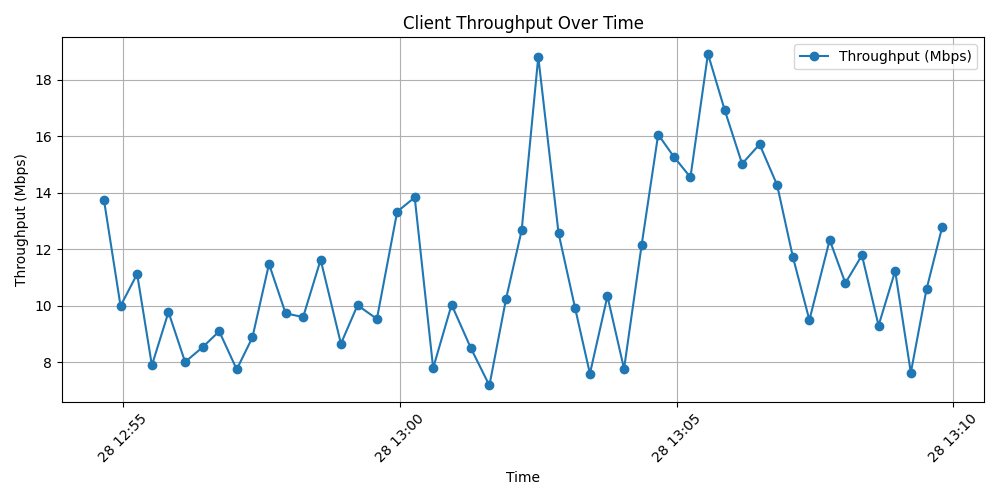 Client Throughput Over Time
Throughput (Mbps)
Throughput (Mbps)
18
16
14
12
10
8
28 12:55
28 13:00
28 13:05
28 13:10
Time